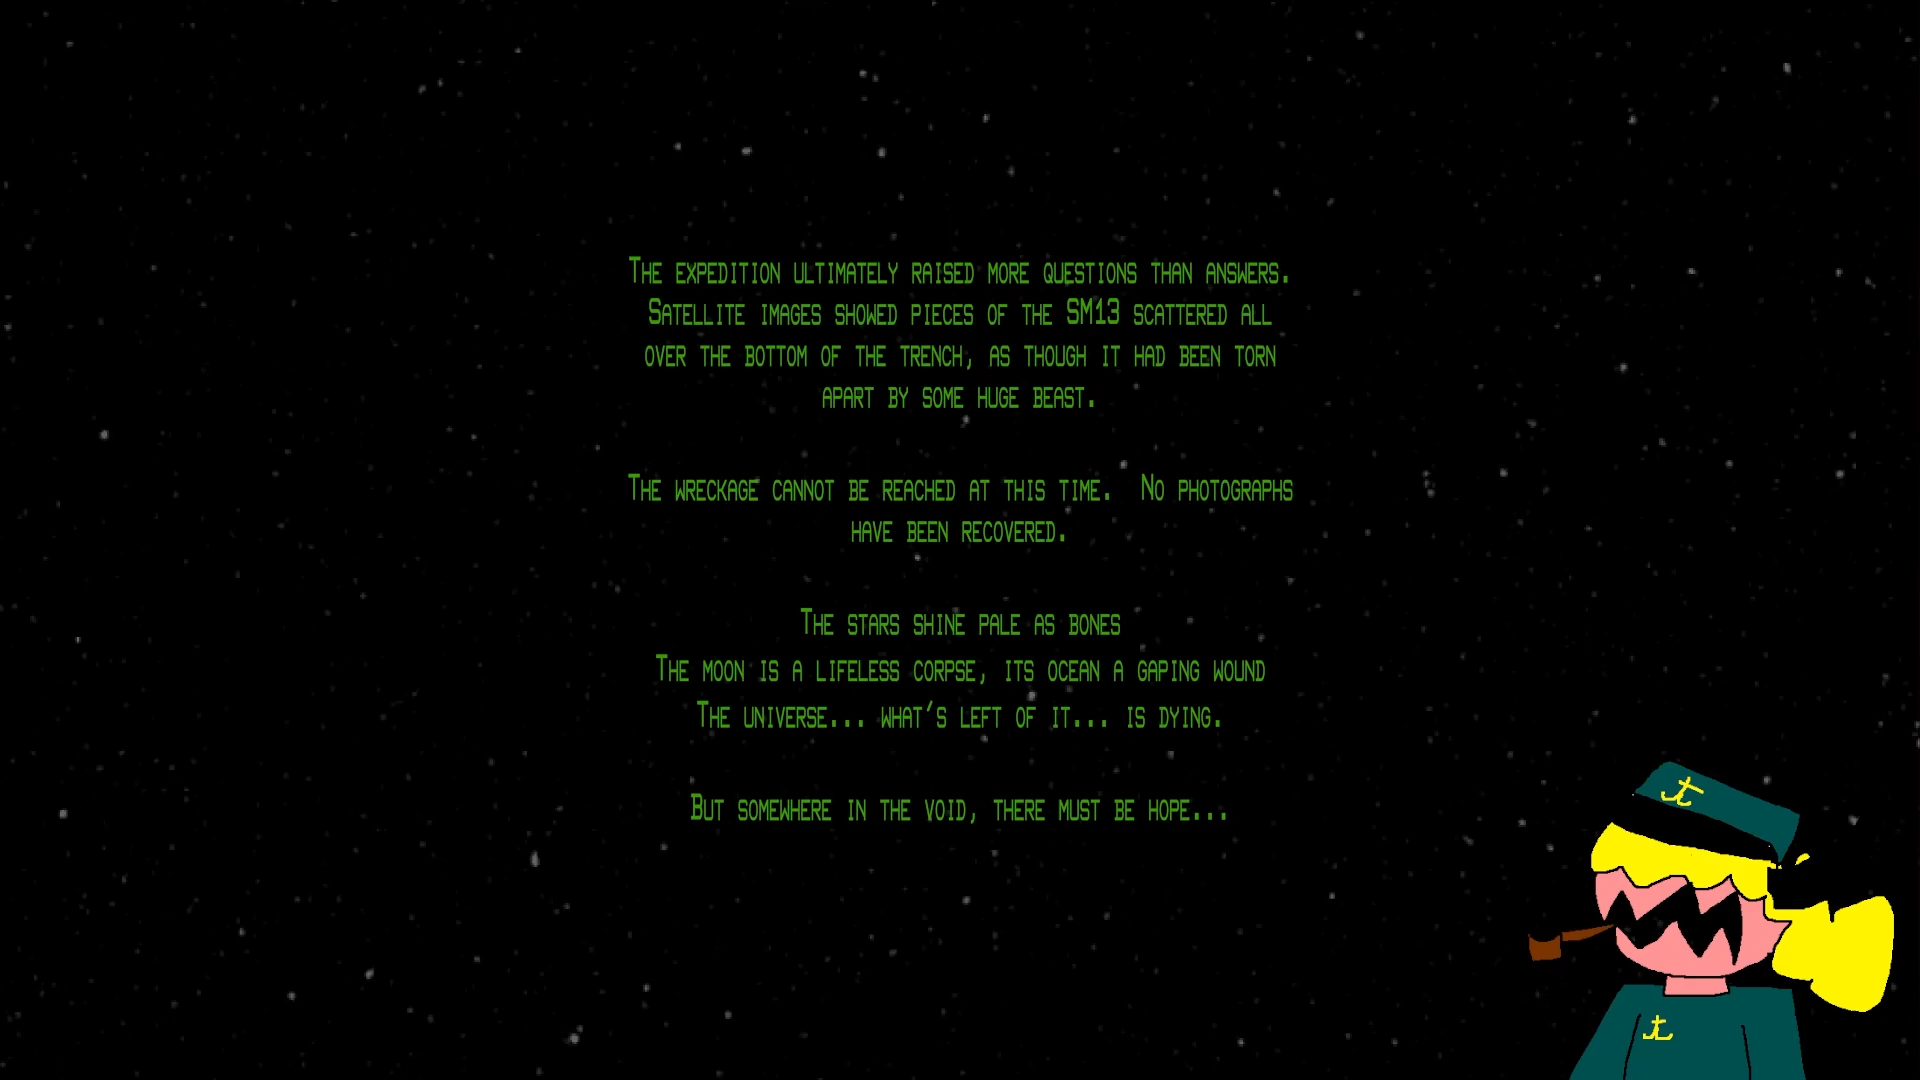 The expedition ultimately raised more questions than answers.
Satellite images showed pieces of the SM13 scattered all
over the bottom of the trench, as though it had been torn
apart by some huge beast.
The wreckage cannot be reached at this time.  No photographs
have been recovered.
The stars shine pale as bones
The moon is a lifeless corpse, its ocean a gaping wound
The universe... what's left of it... is dying.
But somewhere in the void, there must be hope...